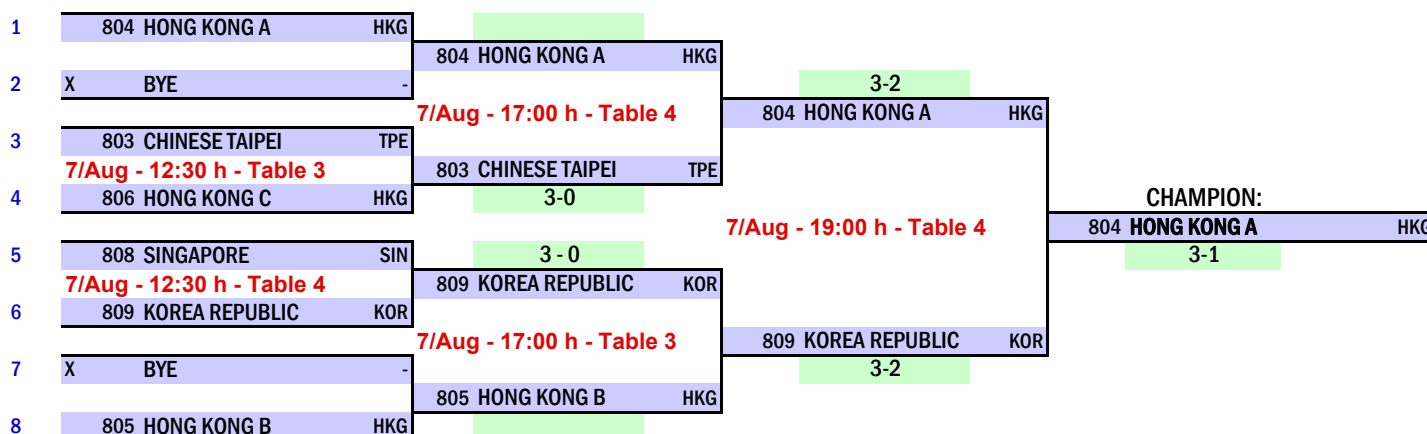 1 804 HONG KONG A HKG
804 HONG KONG A HKG
2 X BYE - 3-2
7/Aug - 17:00 h - Table 4 804 HONG KONG A HKG
3 803 CHINESE TAIPEI TPE
7/Aug - 12:30 h - Table 3 803 CHINESE TAIPEI TPE
4 806 HONG KONG C HKG 3-0 CHAMPION:
7/Aug - 19:00 h - Table 4 804 HONG KONG A HKG
5 808 SINGAPORE SIN 3 - 0 3-1
7/Aug - 12:30 h - Table 4 809 KOREA REPUBLIC KOR
6 809 KOREA REPUBLIC KOR
7/Aug - 17:00 h - Table 3 809 KOREA REPUBLIC KOR
7 X BYE - 3-2
805 HONG KONG B HKG
8 805 HONG KONG B HKG